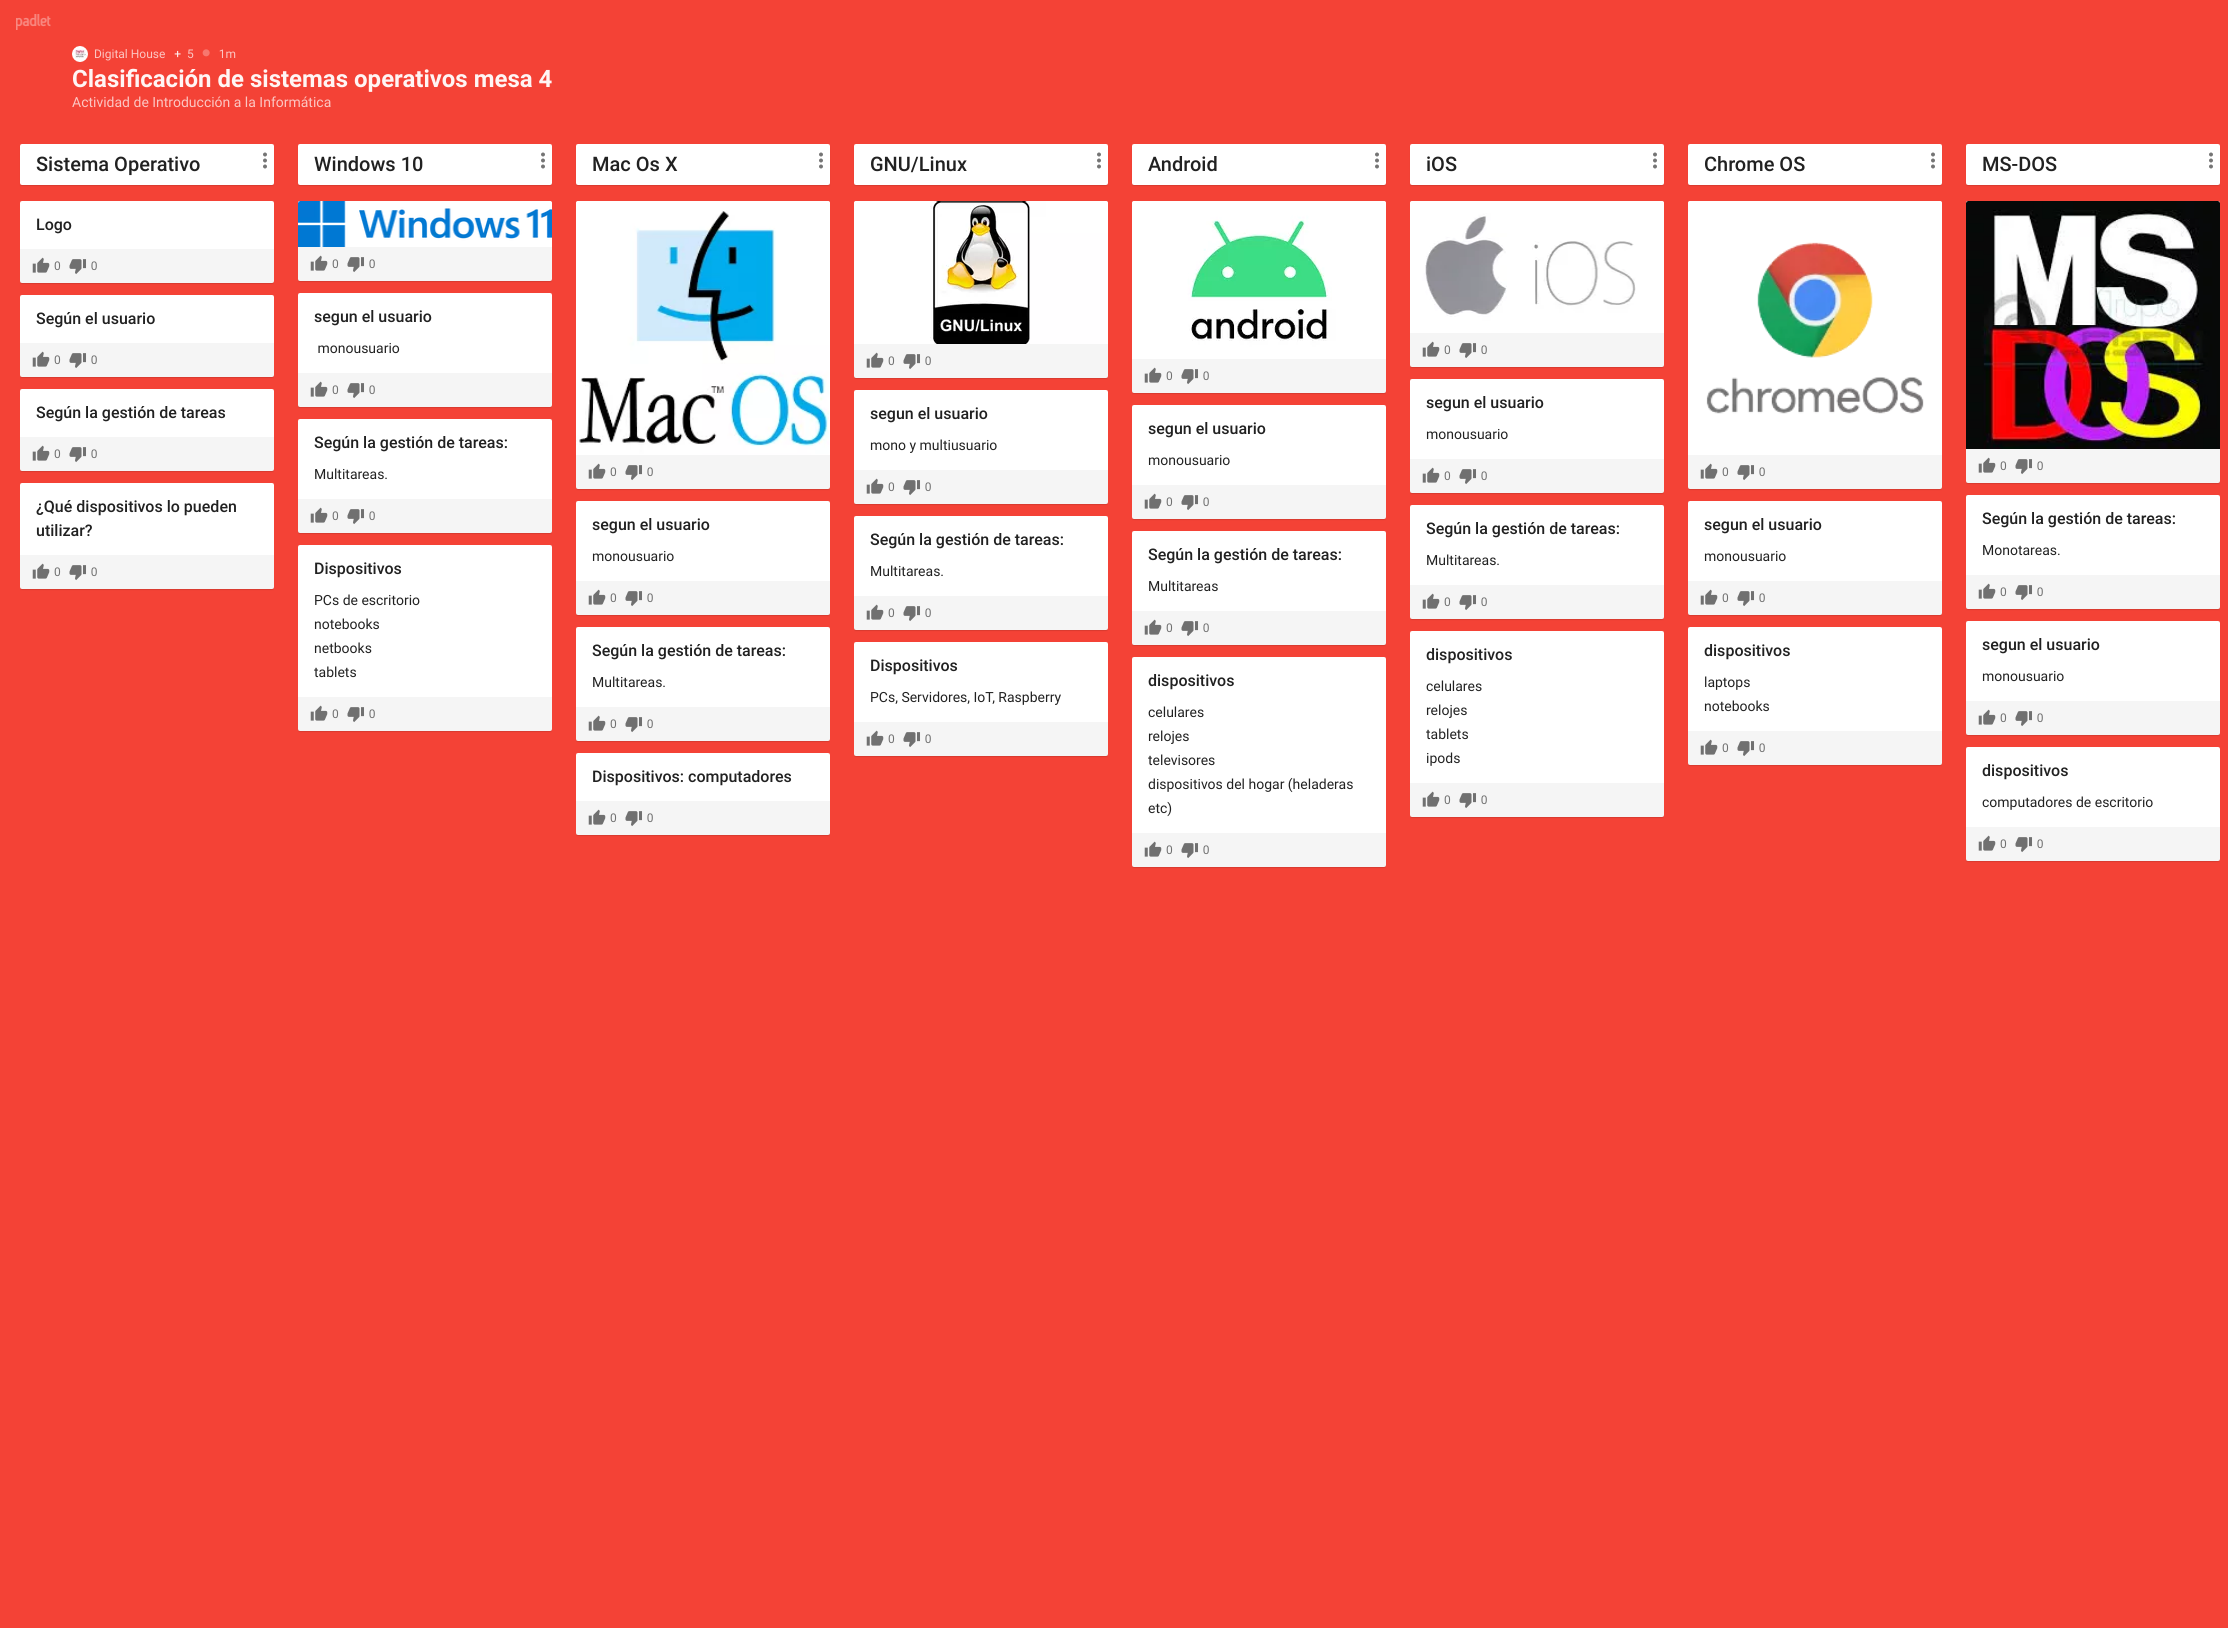 padlet
Digital House + 5 1m
Clasificación de sistemas operativos mesa 4
Actividad de Introducción a la Informática
Sistema Operativo
Logo
0 0
Según el usuario
0 0
Según la gestión de tareas
0 0
¿Qué dispositivos lo pueden
utilizar?
0 0
Windows 10
Windows 11
0 0
segun el usuario
monousuario
0 0
Según la gestión de tareas:
Multitareas.
0 0
Dispositivos
PCs de escritorio
notebooks
netbooks
tablets
0 0
Mac Os X
Mac™ OS
0 0
segun el usuario
monousuario
0 0
Según la gestión de tareas:
Multitareas.
0 0
Dispositivos: computadores
0 0
GNU/Linux
GNU/Linux
0 0
segun el usuario
mono y multiusuario
0 0
Según la gestión de tareas:
Multitareas.
0 0
Dispositivos
PCs, Servidores, IoT, Raspberry
0 0
Android
android
0 0
segun el usuario
monousuario
0 0
Según la gestión de tareas:
Multitareas
0 0
dispositivos
celulares
relojes
televisores
dispositivos del hogar (heladeras
etc)
0 0
iOS
iOS
0 0
segun el usuario
monousuario
0 0
Según la gestión de tareas:
Multitareas.
0 0
dispositivos
celulares
relojes
tablets
ipods
0 0
Chrome OS
chromeOS
0 0
segun el usuario
monousuario
0 0
dispositivos
laptops
notebooks
0 0
MS-DOS
MS
DOS
0 0
Según la gestión de tareas:
Monotareas.
0 0
segun el usuario
monousuario
0 0
dispositivos
computadores de escritorio
0 0